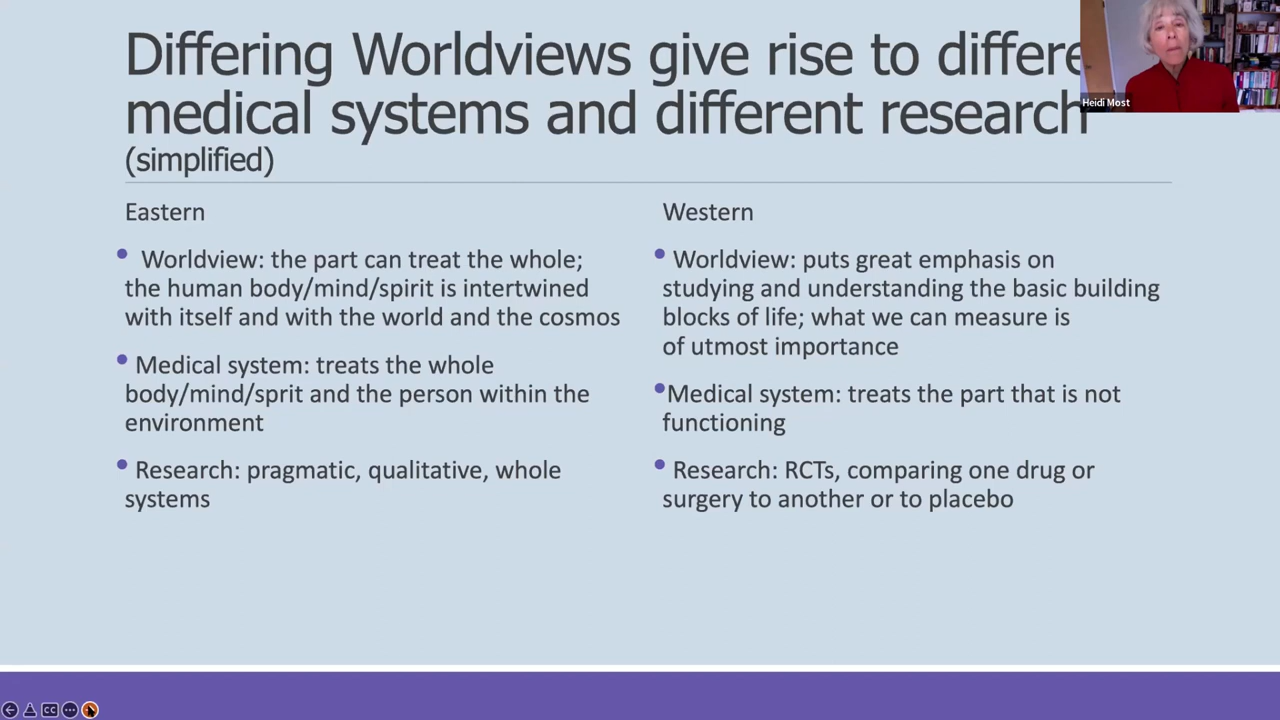 Differing Worldviews give rise to differe
medical systems and different research
(simplified)
Heidi Most
Eastern
Worldview: the part can treat the whole;
the human body/mind/spirit is intertwined
with itself and with the world and the cosmos
Medical system: treats the whole
body/mind/sprit and the person within the
environment
Research: pragmatic, qualitative, whole
systems
Western
Worldview: puts great emphasis on
studying and understanding the basic building
blocks of life; what we can measure is
of utmost importance
Medical system: treats the part that is not
functioning
Research: RCTs, comparing one drug or
surgery to another or to placebo
CC